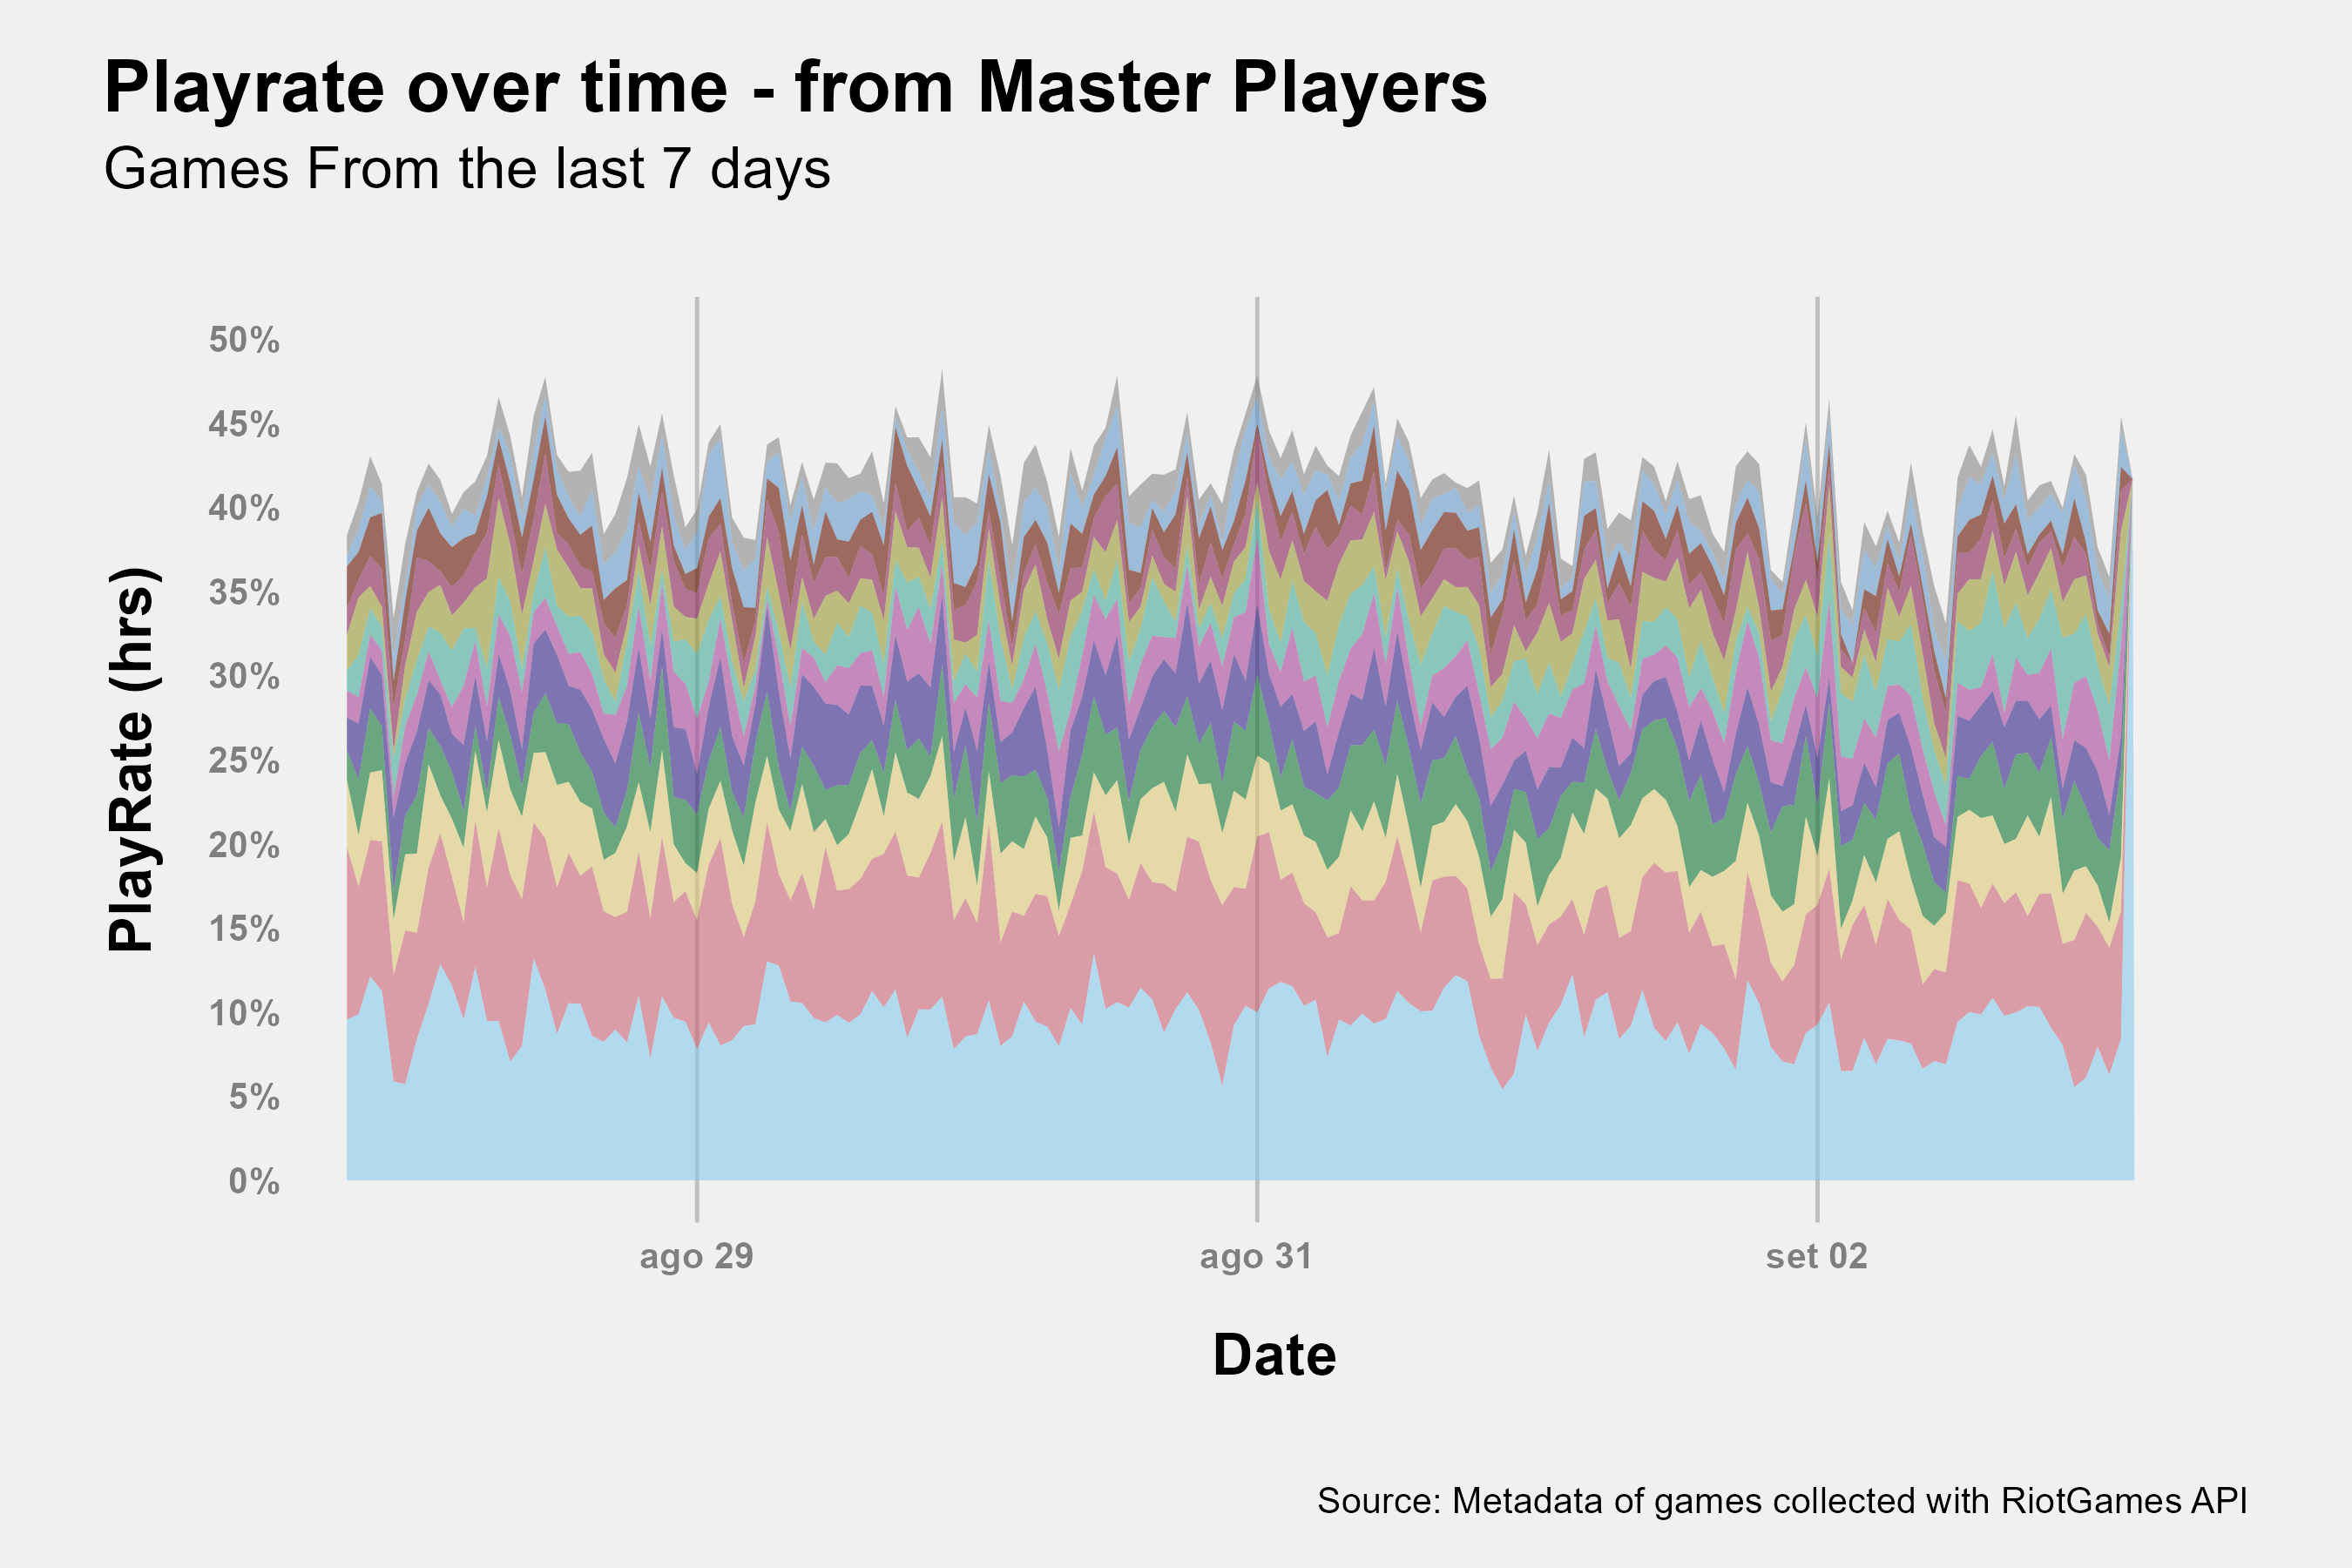 Playrate over time - from Master Players
Games From the last 7 days
PlayRate (hrs)
50%
45%
40%
35%
30%
25%
20%
15%
10%
5%
0%
ago 29
ago 31
set 02
Date
Source: Metadata of games collected with RiotGames API